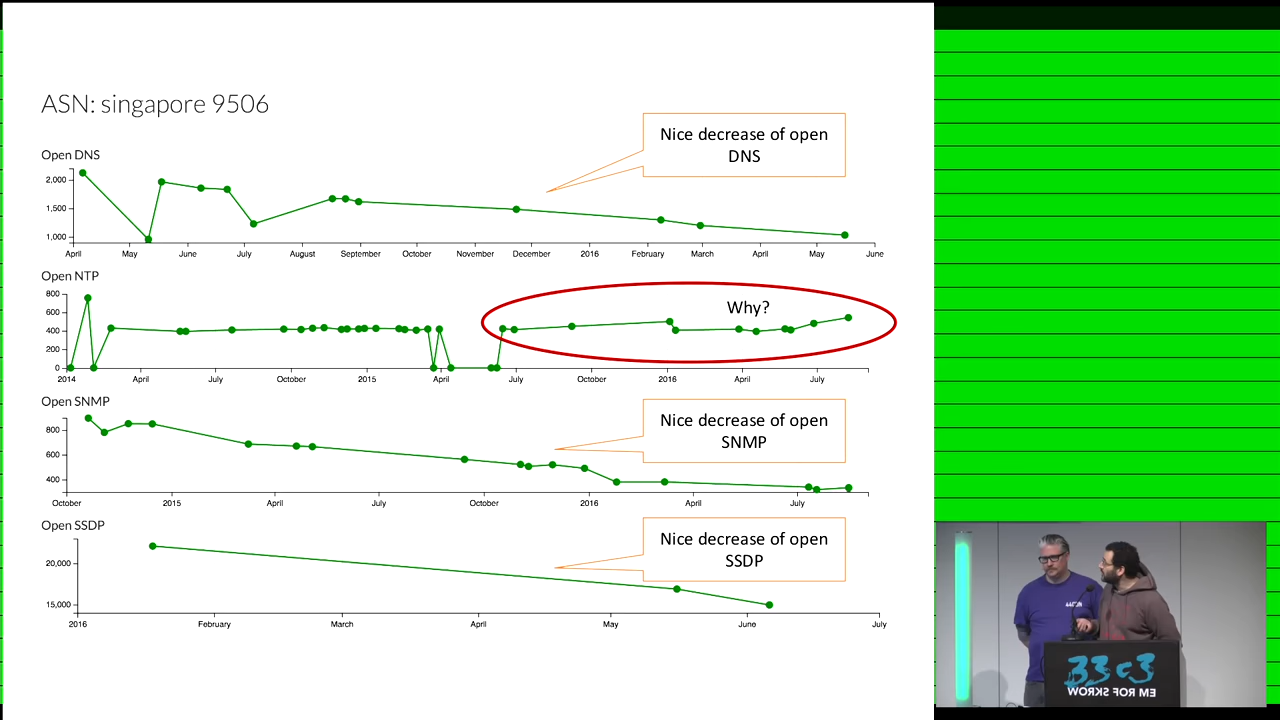 ASN: singapore 9506
Nice decrease of open
DNS
Open DNS
2,000
1,500
1,000
April May June July August September October November December 2016 February March April May June
Open NTP
Why?
800
600
400
200
0
2014 April July October 2015 April July October 2016 April July
Open SNMP
Nice decrease of open
SNMP
800
600
400
October 2015 April July October 2016 April July
Open SSDP
Nice decrease of open
SSDP
20,000
15,000
2016 February March April May June July
33c3
WORKS FOR ME